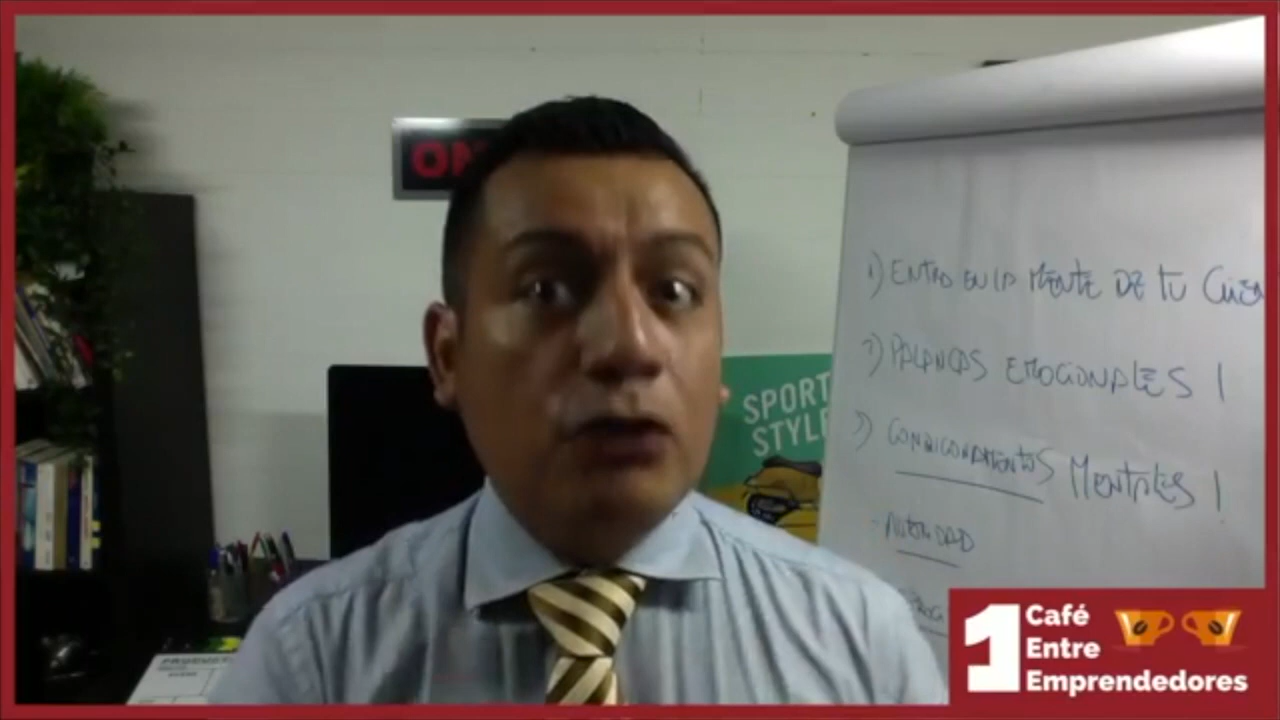 ON
1) ENTRO EN LA MENTE DE TU
2) PALANCAS EMOCIONALES !
3) CONDICIONAMIENTOS MENTALES !
- AUTORIDAD
SPORT
STYLE
1 Café
Entre
Emprendedores